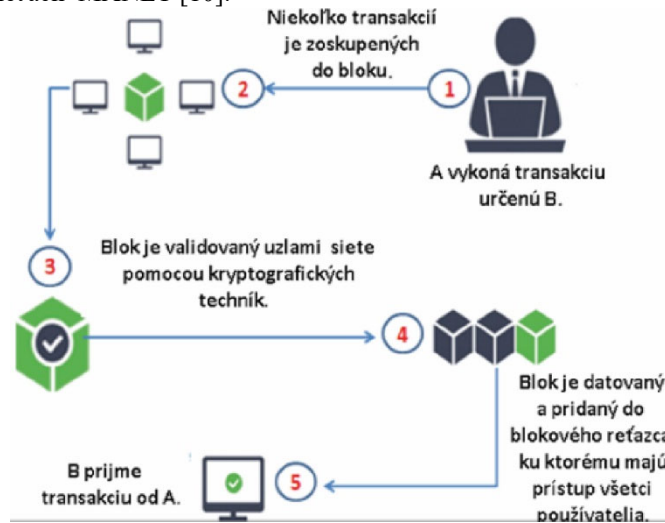 MANET [10].
Niekoľko transakcií
je zoskupených
do bloku.
2
1
A vykoná transakciu
určenú B.
3
Blok je validovaný uzlami siete
pomocou kryptografických
techník.
4
Blok je datovaný
a pridaný do
blokového reťazca
ku ktorému majú
prístup všetci
používatelia.
B prijme
transakciu od A.
5